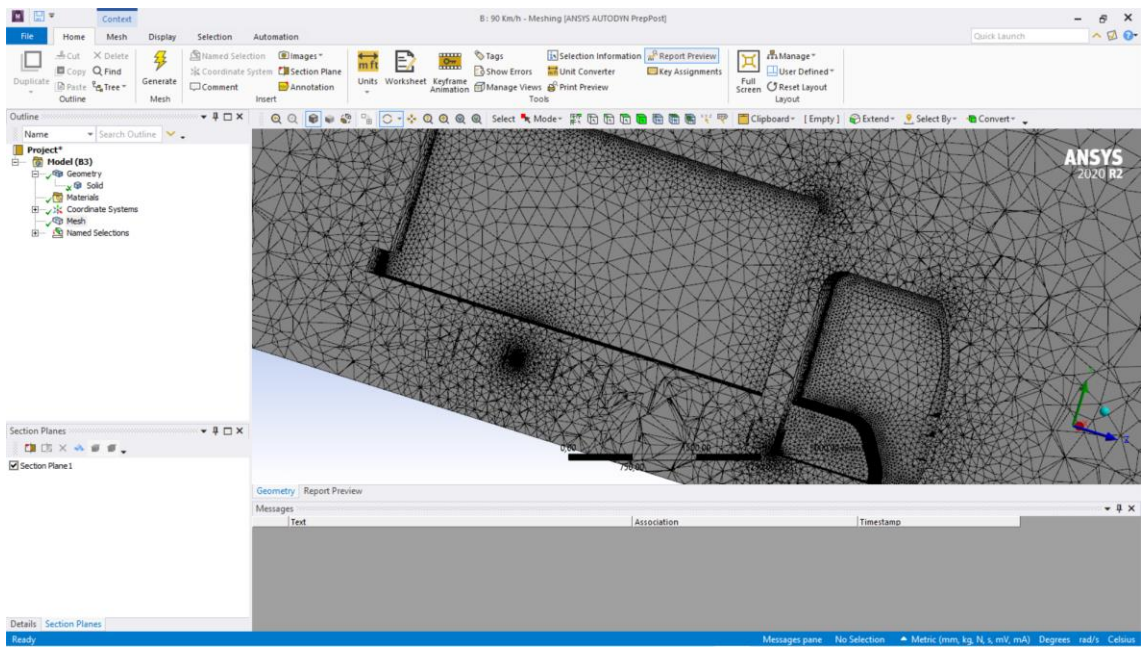 Context
B : 90 Km/h - Meshing [ANSYS AUTODYN PrepPost]
File Home Mesh Display Selection Automation
Quick Launch
Duplicate
Cut
Copy
Paste
Delete
Find
Tree
Outline
Generate
Mesh
Named Selection
Coordinate System
Comment
Images
Section Plane
Annotation
Insert
Units
Worksheet
Keyframe
Animation
Tags
Show Errors
Manage Views
Selection Information
Unit Converter
Print Preview
Report Preview
Key Assignments
Tools
Full
Screen
Manage
User Defined
Reset Layout
Layout
Outline
Name Search Outline
Select Mode Clipboard [ Empty ] Extend Select By Convert
Project*
Model (B3)
Geometry
Solid
Materials
Coordinate Systems
Mesh
Named Selections
ANSYS
2020 R2
Section Planes
Section Plane1
0,00
Geometry Report Preview
Messages
Text Association Timestamp
Details Section Planes
Ready
Messages pane No Selection Metric (mm, kg, N, s, mV, mA) Degrees rad/s Celsius